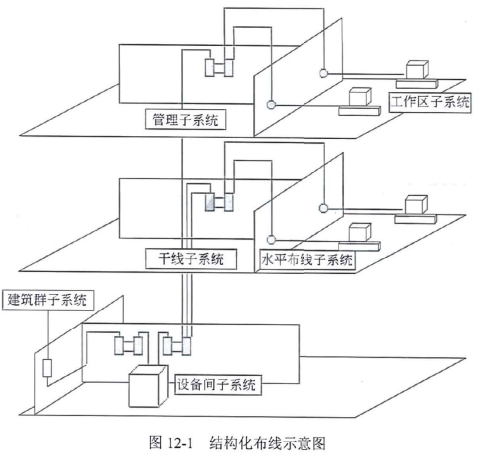 管理子系统
工作区子系统
干线子系统
水平布线子系统
建筑群子系统
设备间子系统
图 12-1 结构化布线示意图